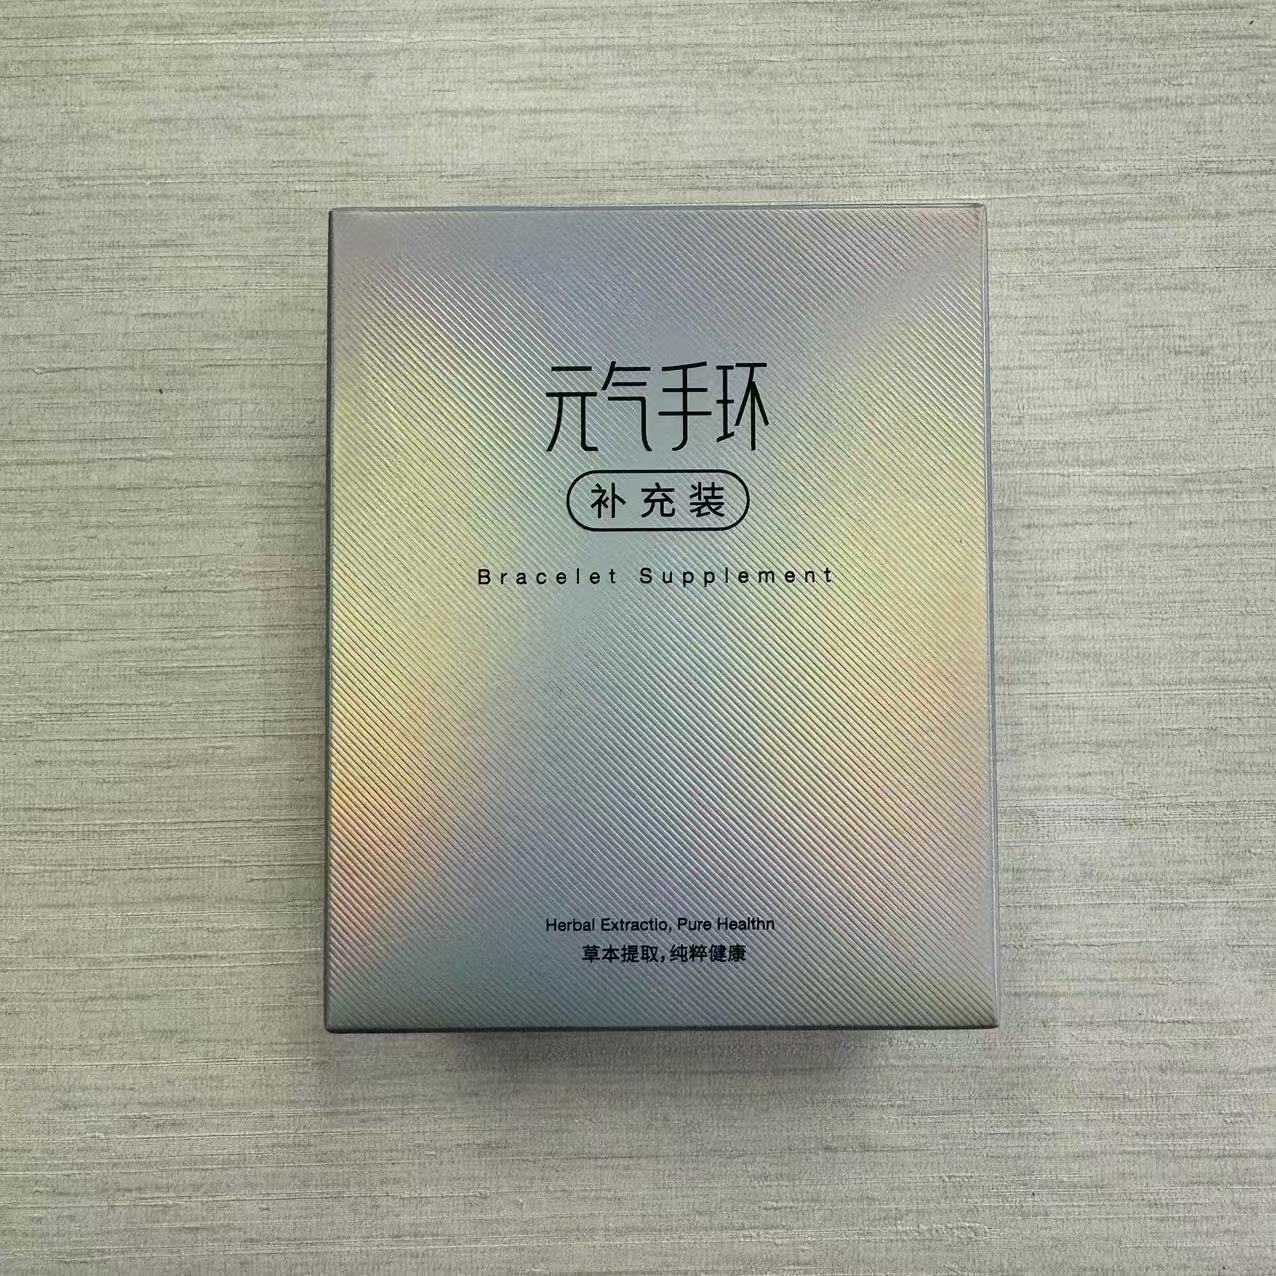 元气手环
补充装
Bracelet Supplement
Herbal Extractio, Pure Healthn
草本提取,纯粹健康